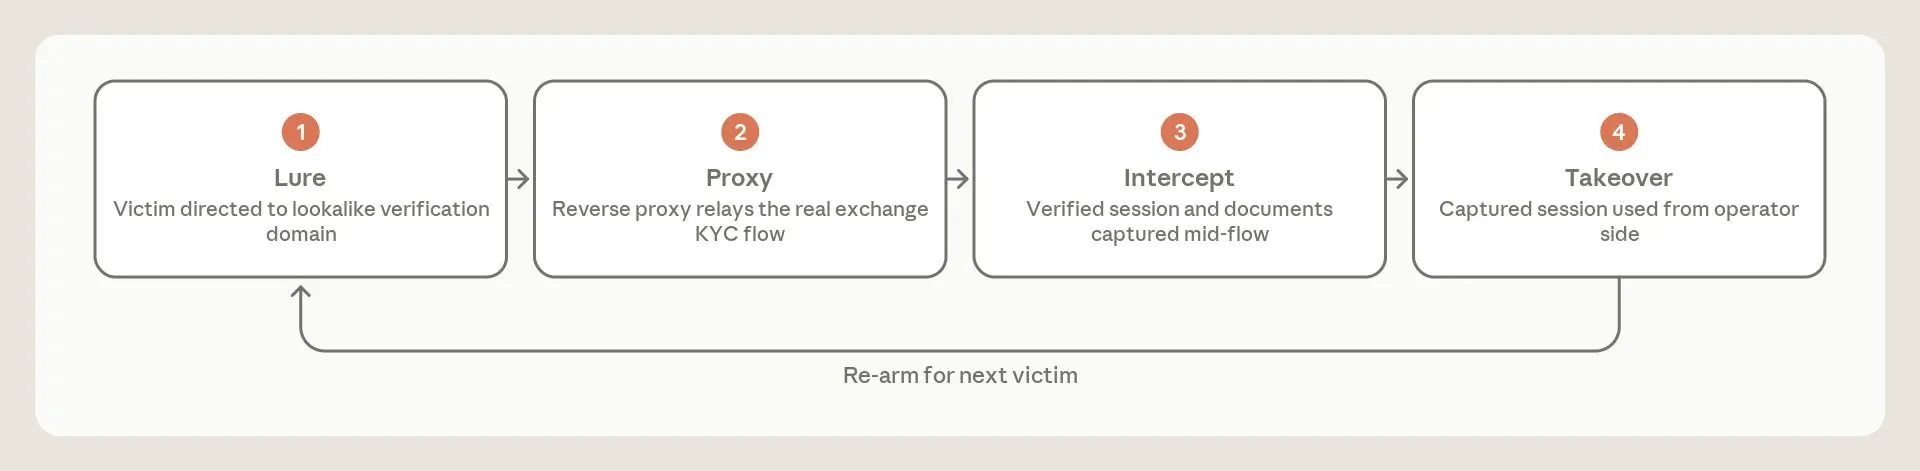 1
Lure
Victim directed to lookalike verification
domain
2
Proxy
Reverse proxy relays the real exchange
KYC flow
3
Intercept
Verified session and documents
captured mid-flow
4
Takeover
Captured session used from operator
side
Re-arm for next victim